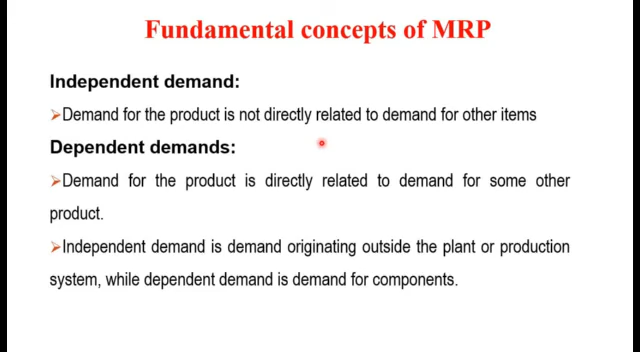 Fundamental concepts of MRP
Independent demand:
➢Demand for the product is not directly related to demand for other items
Dependent demands:
➢Demand for the product is directly related to demand for some other
product.
➢Independent demand is demand originating outside the plant or production
system, while dependent demand is demand for components.